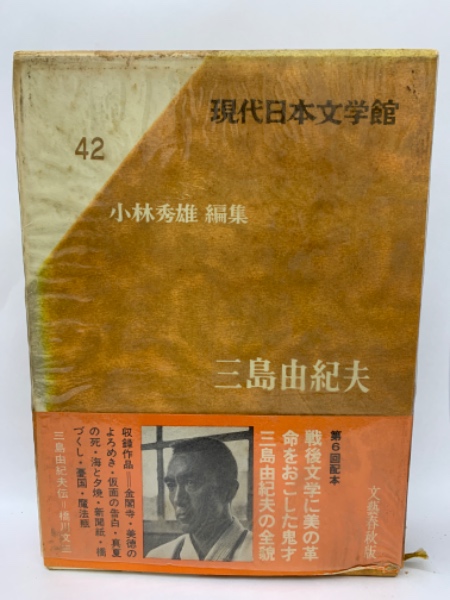 現代日本文学館
42
小林秀雄 編集
三島由紀夫
第6回配本
戦後文学に美の革
命をおこした鬼才
三島由紀夫の全貌
文藝春秋版
収録作品=金閣寺・美徳の
よろめき・仮面の告白・真夏
の死・海と夕焼・新聞紙・橋
づくし・憂国・魔法瓶
三島由紀夫伝=橋川文三